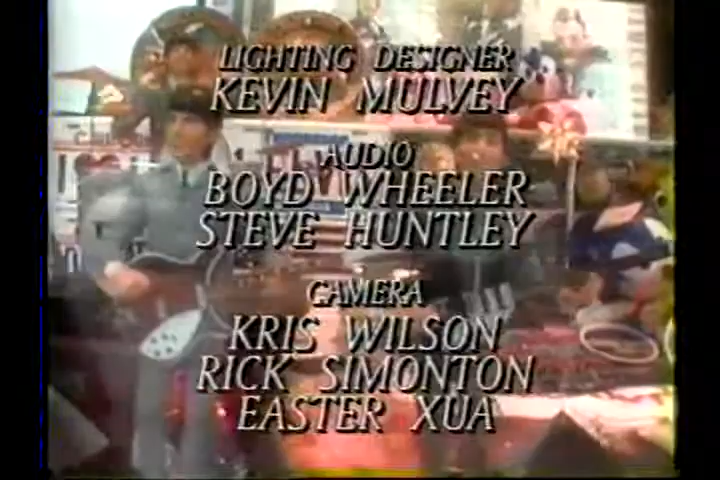 LIGHTING DESIGNER
KEVIN MULVEY
AUDIO
BOYD WHEELER
STEVE HUNTLEY
CAMERA
KRIS WILSON
RICK SIMONTON
EASTER XUA